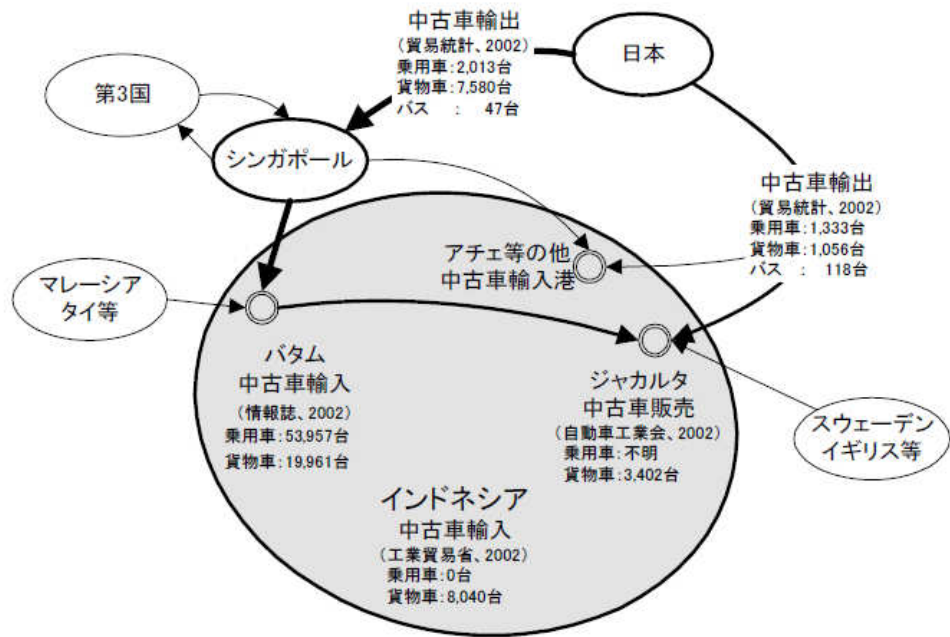 中古車輸出
（貿易統計、2002）
乗用車:2,013台
貨物車:7,580台
バス　:　47台
日本
第3国
シンガポール
中古車輸出
（貿易統計、2002）
乗用車:1,333台
貨物車:1,056台
バス　:　118台
アチェ等の他
中古車輸入港
マレーシア
タイ等
バタム
中古車輸入
（情報誌、2002）
乗用車:53,957台
貨物車:19,961台
ジャカルタ
中古車販売
（自動車工業会、2002）
乗用車:不明
貨物車:3,402台
スウェーデン
イギリス等
インドネシア
中古車輸入
（工業貿易省、2002）
乗用車:0台
貨物車:8,040台